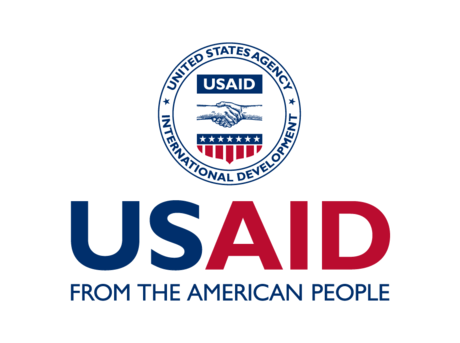 UNITED STATES AGENCY
USAID
INTERNATIONAL DEVELOPMENT
USAID
FROM THE AMERICAN PEOPLE